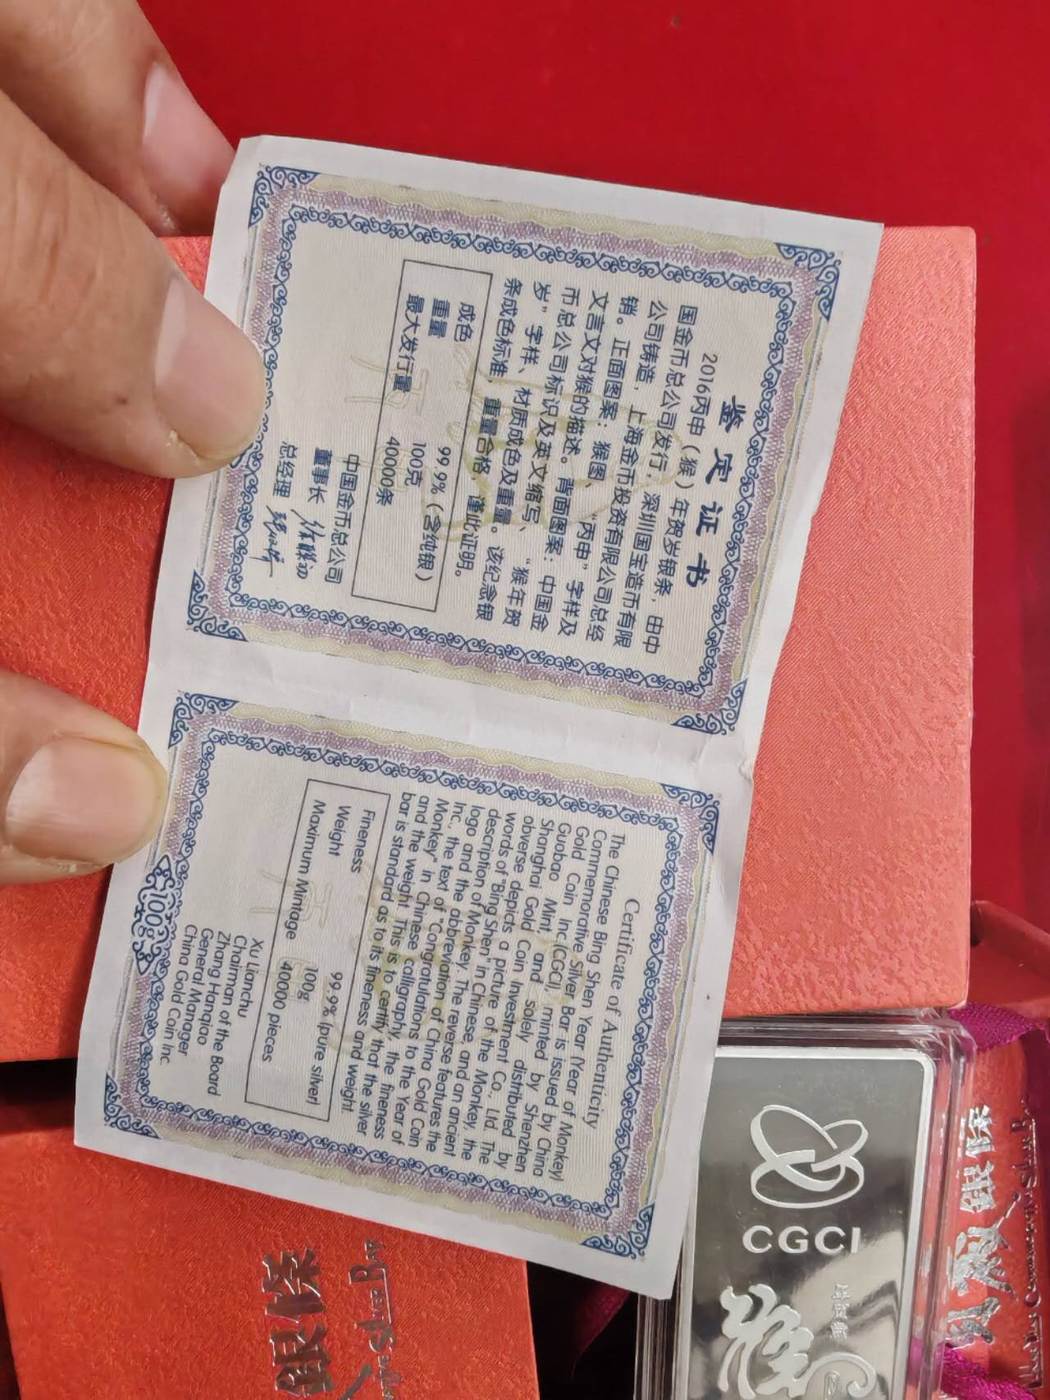 鉴定证书
2016丙申（猴）年贺岁银条，由中
国金币总公司发行，深圳国宝造币有限
公司铸造，上海金币投资有限公司总经
销。正面图案：猴图、“丙申”字样及
文言文对猴的描述。背面图案：中国金
币总公司标识及英文缩写、“猴年贺
岁”字样、材质成色及重量。该纪念银
条成色标准，重量合格，谨此证明。
成色 99.9%（含纯银）
重量 100克
最大发行量 40000条
中国金币总公司
董事长
总经理
Certificate of Authenticity
The Chinese Bing Shen Year (Year of Monkey)
Commemorative Silver Bar is issued by China
Gold Coin Inc.(CGCI), minted by Shenzhen
Guobao Mint, and solely distributed by
Shanghai Gold Coin Investment Co., Ltd. The
obverse depicts a picture of the Monkey, the
words of "Bing Shen" in Chinese, and an ancient
description of Monkey. The reverse features the
logo and the abbreviation of China Gold Coin
Inc., the text of "Congratulations to the Year of
Monkey" in Chinese calligraphy, the fineness
and the weight. This is to certify that the silver
bar is standard as to its fineness and weight.
Fineness 99.9% (pure silver)
Weight 100g
Maximum Mintage 40000 pieces
Xu Lianchu
Chairman of the Board
Zhang Hanqiao
General Manager
China Gold Coin Inc.
100g
CGCI
猴
銀條
Silver Bar
銀條